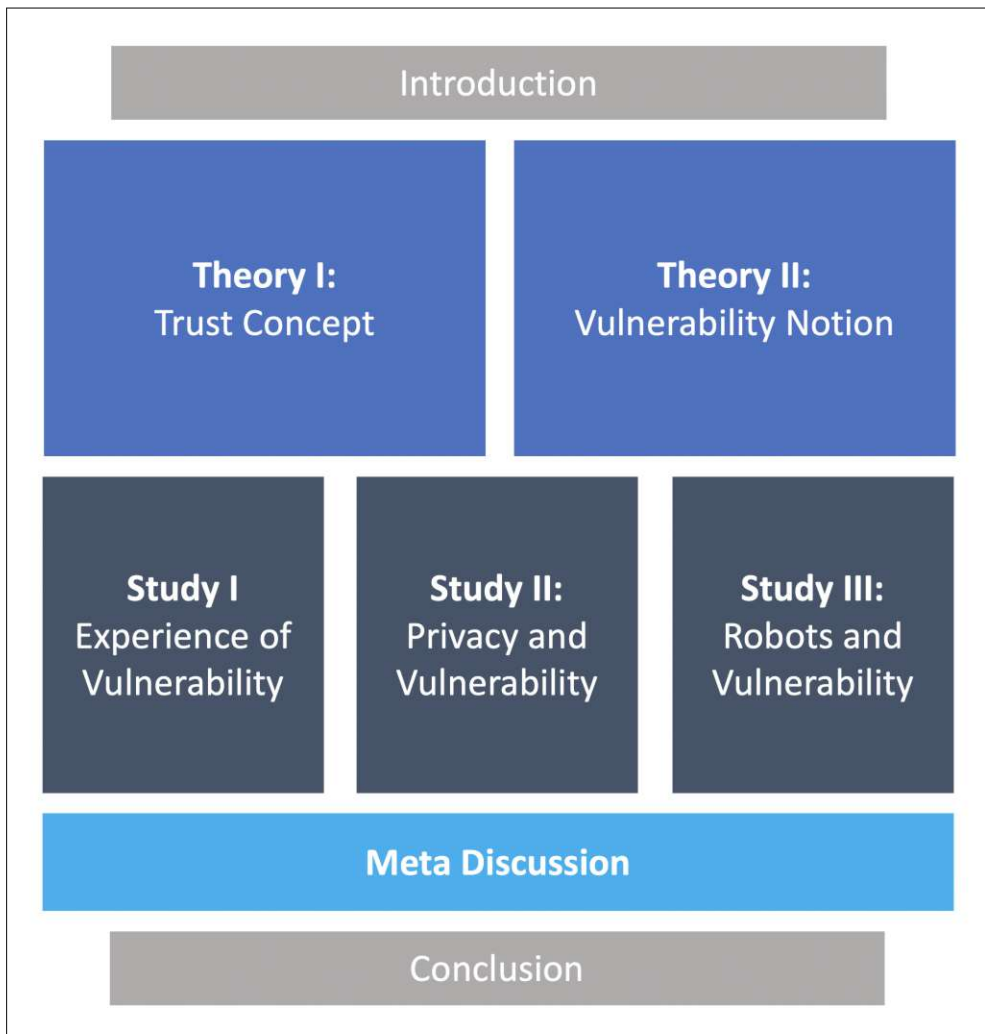 Introduction
Theory I:
Trust Concept
Theory II:
Vulnerability Notion
Study I
Experience of
Vulnerability
Study II:
Privacy and
Vulnerability
Study III:
Robots and
Vulnerability
Meta Discussion
Conclusion